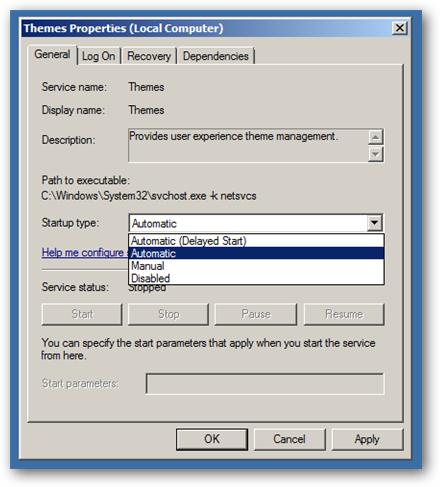 Themes Properties (Local Computer)
General Log On Recovery Dependencies
Service name: Themes
Display name: Themes
Description: Provides user experience theme management.
Path to executable:
C:\Windows\System32\svchost.exe -k netsvcs
Startup type: Automatic
Automatic (Delayed Start)
Help me configure Automatic
Manual
Disabled
Service status: Stopped
Start Stop Pause Resume
You can specify the start parameters that apply when you start the service
from here.
Start parameters:
OK Cancel Apply